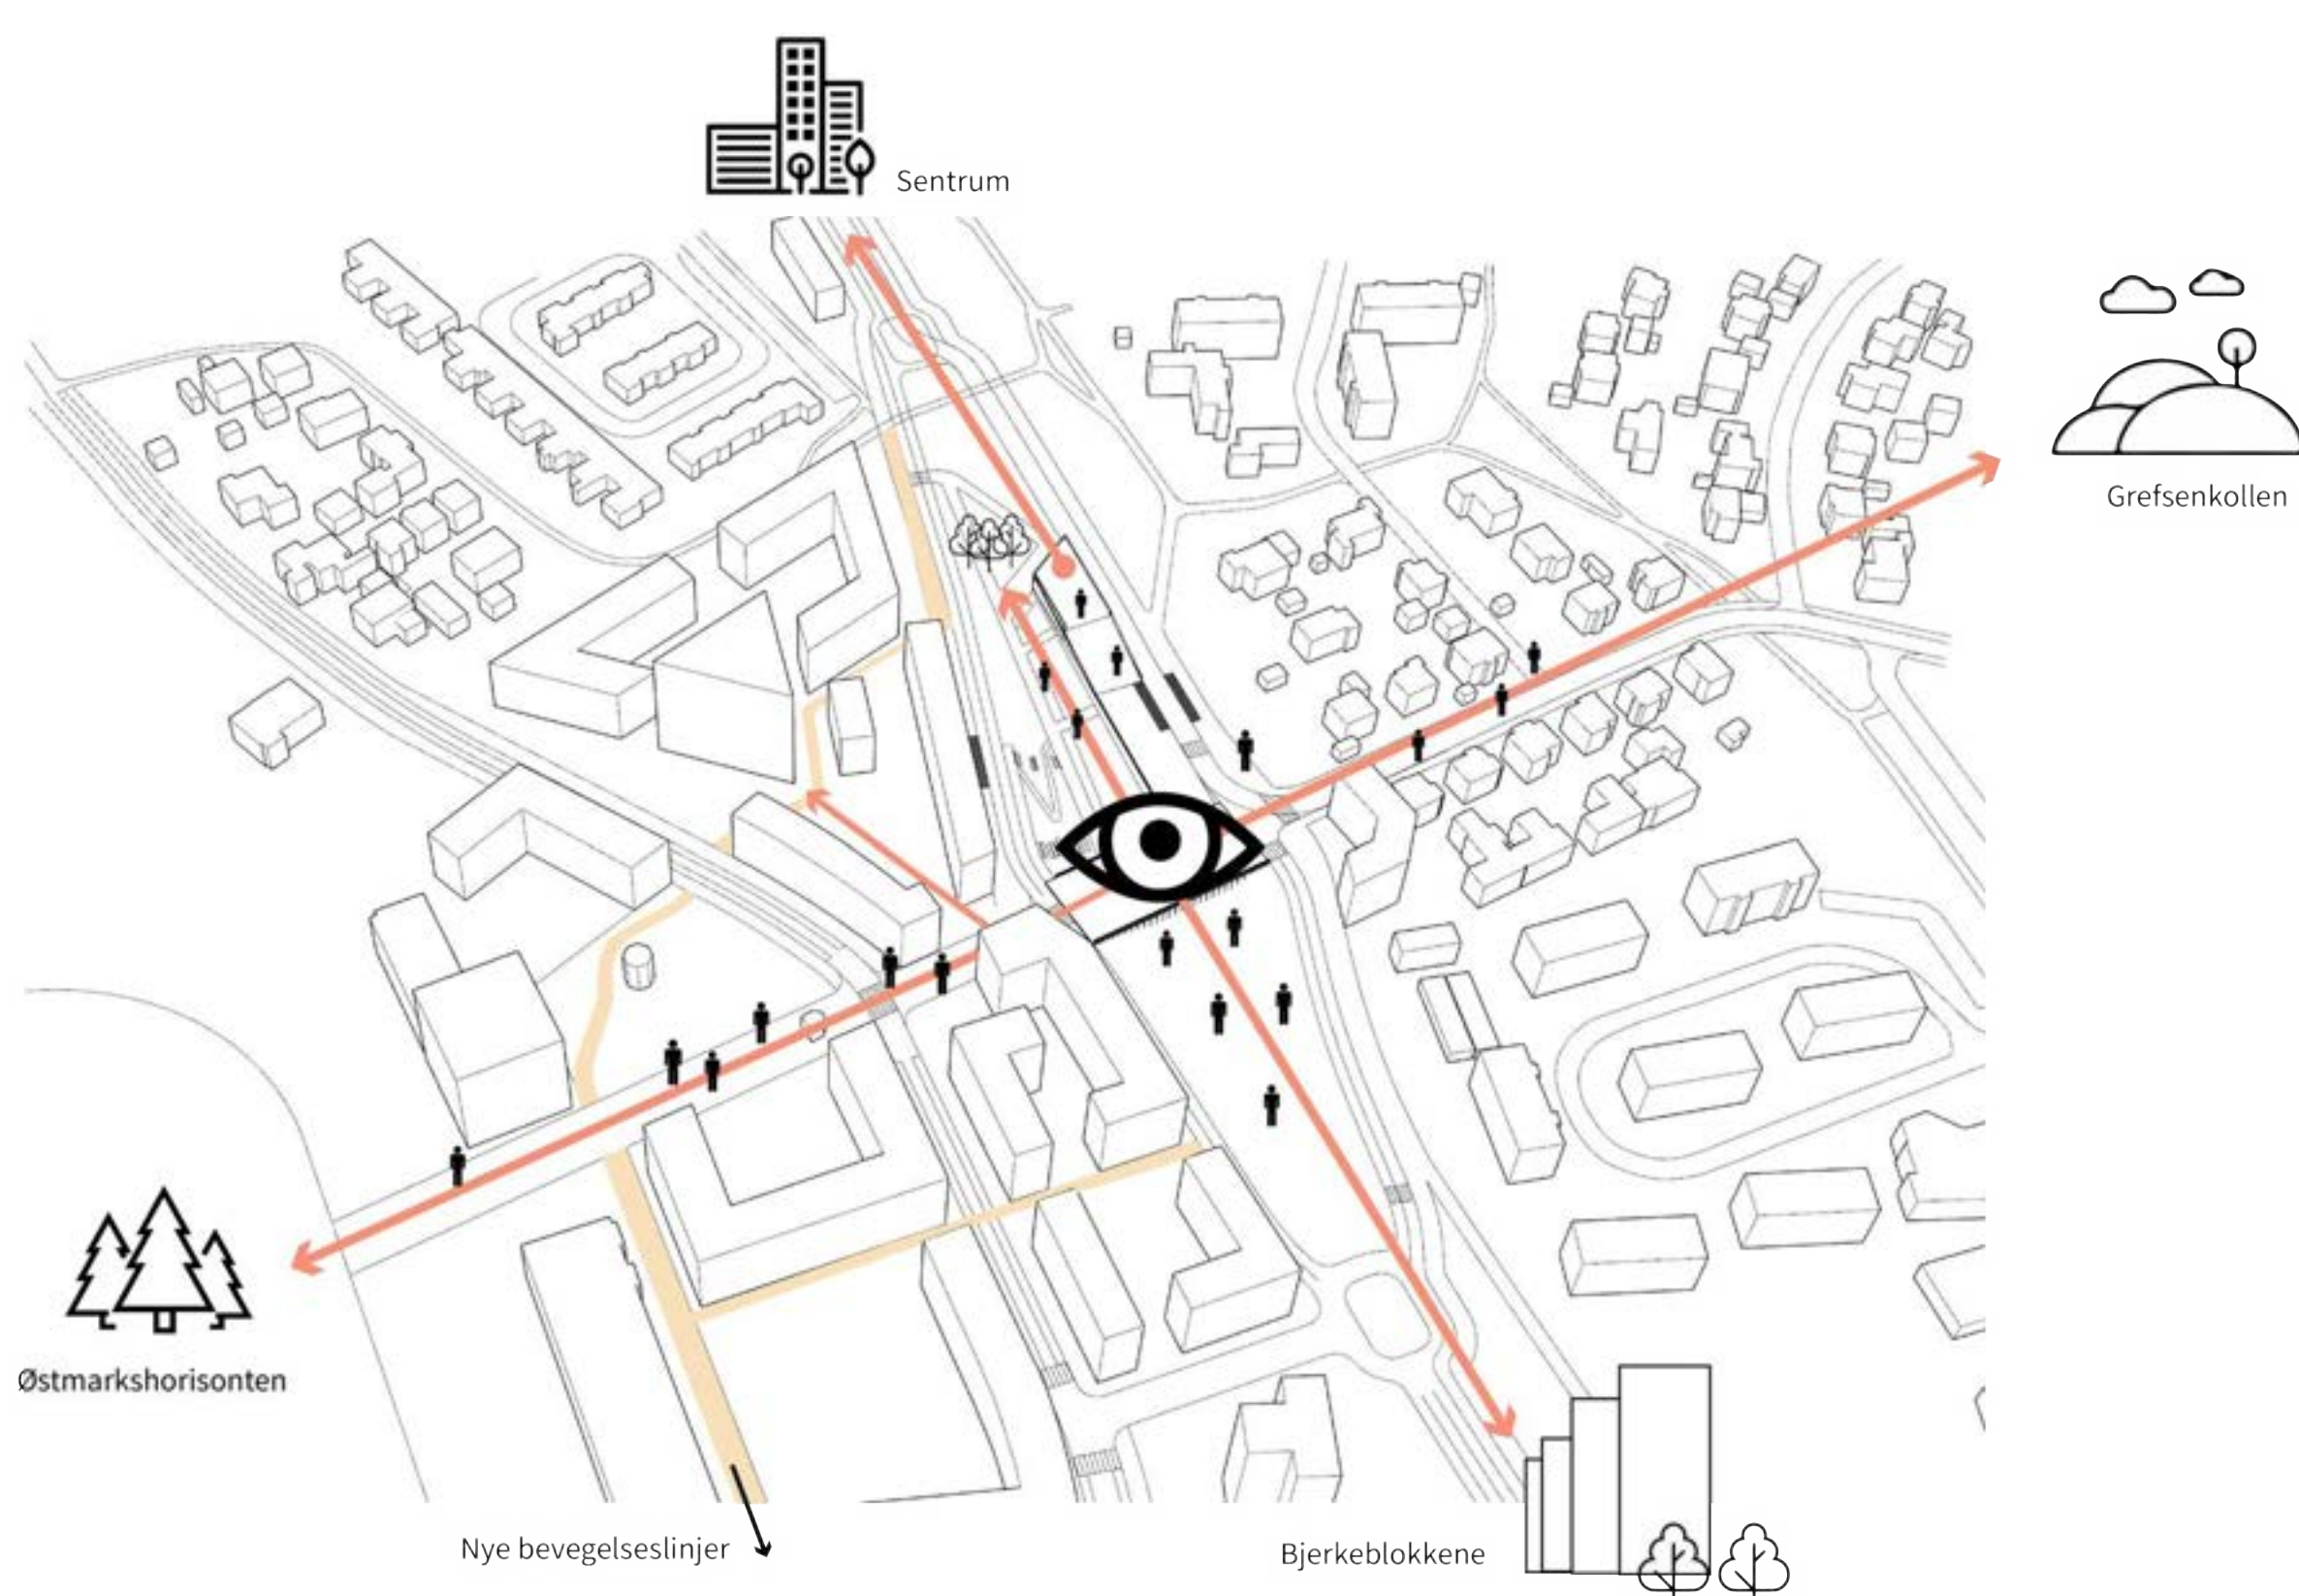 Sentrum
Grefsenkollen
Østmarkshorisonten
Nye bevegelseslinjer
Bjerkeblokkene